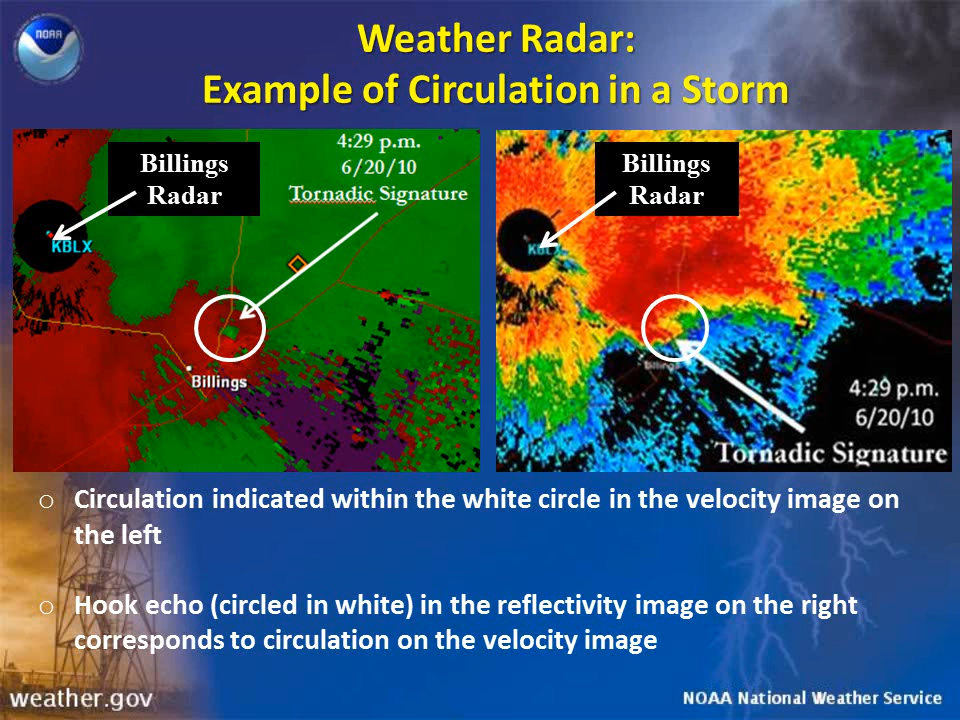 NOAA
Weather Radar:
Example of Circulation in a Storm
Billings
Radar
KBLX
4:29 p.m.
6/20/10
Tornadic Signature
Billings
Billings
Radar
KBLX
Billings
4:29 p.m.
6/20/10
Tornadic Signature
o Circulation indicated within the white circle in the velocity image on
the left
o Hook echo (circled in white) in the reflectivity image on the right
corresponds to circulation on the velocity image
weather.gov
NOAA National Weather Service